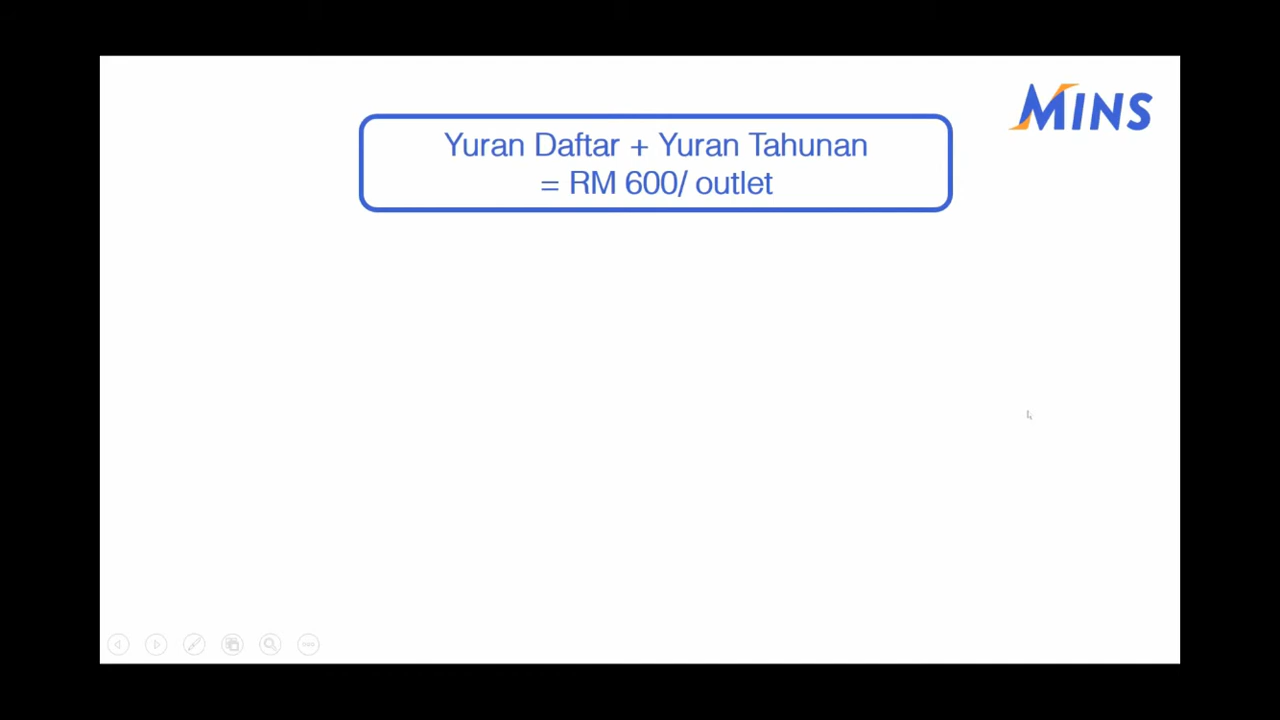 MINS
Yuran Daftar + Yuran Tahunan
= RM 600/ outlet